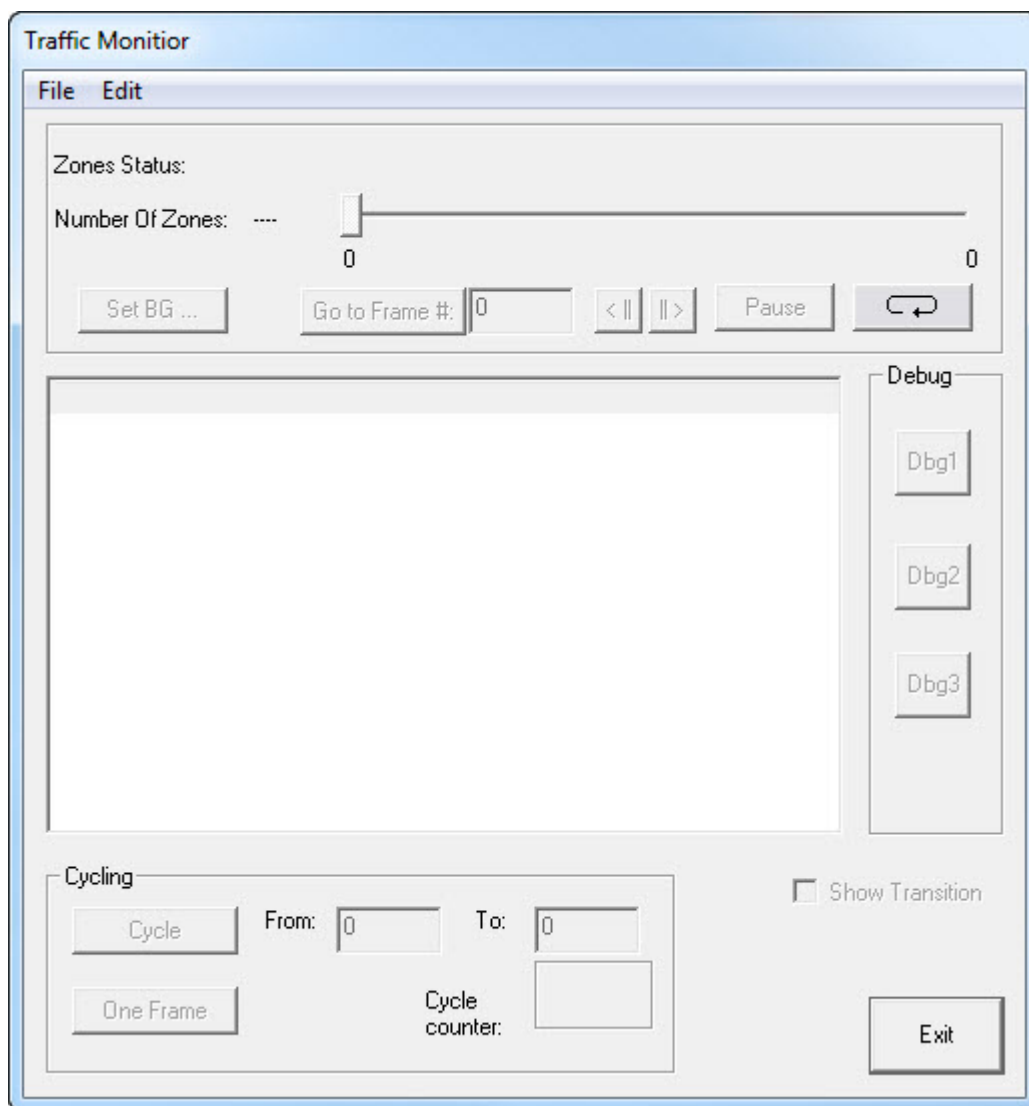 Traffic Monitior
File Edit
Zones Status:
Number Of Zones: ----
0 0
Set BG ... Go to Frame #: 0 < || || > Pause
Debug
Dbg1
Dbg2
Dbg3
Cycling
Show Transition
Cycle From: 0 To: 0
One Frame Cycle
counter:
Exit